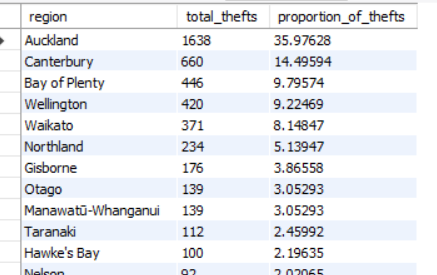 region total_thefts proportion_of_thefts
Auckland 1638 35.97628
Canterbury 660 14.49594
Bay of Plenty 446 9.79574
Wellington 420 9.22469
Waikato 371 8.14847
Northland 234 5.13947
Gisborne 176 3.86558
Otago 139 3.05293
Manawatū-Whanganui 139 3.05293
Taranaki 112 2.45992
Hawke's Bay 100 2.19635
Nelson 92 2.02065